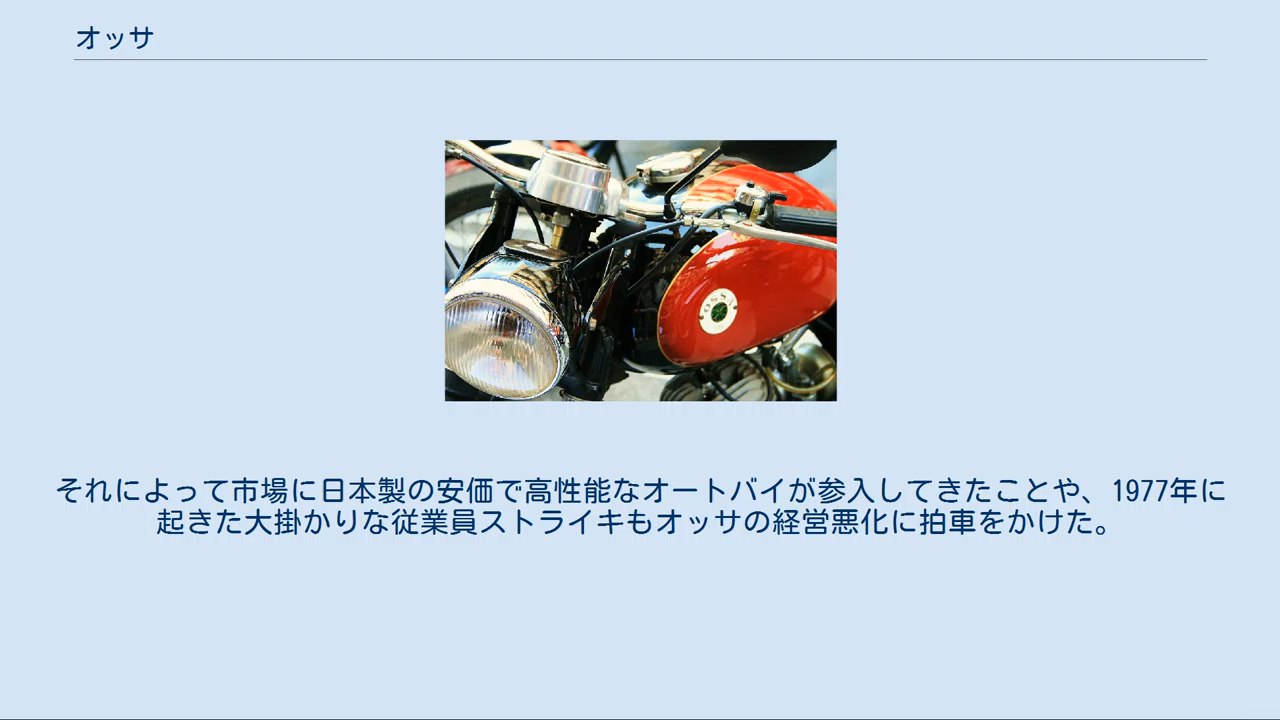 オッサ
OSSA
それによって市場に日本製の安価で高性能なオートバイが参入してきたことや、1977年に
起きた大掛かりな従業員ストライキもオッサの経営悪化に拍車をかけた。